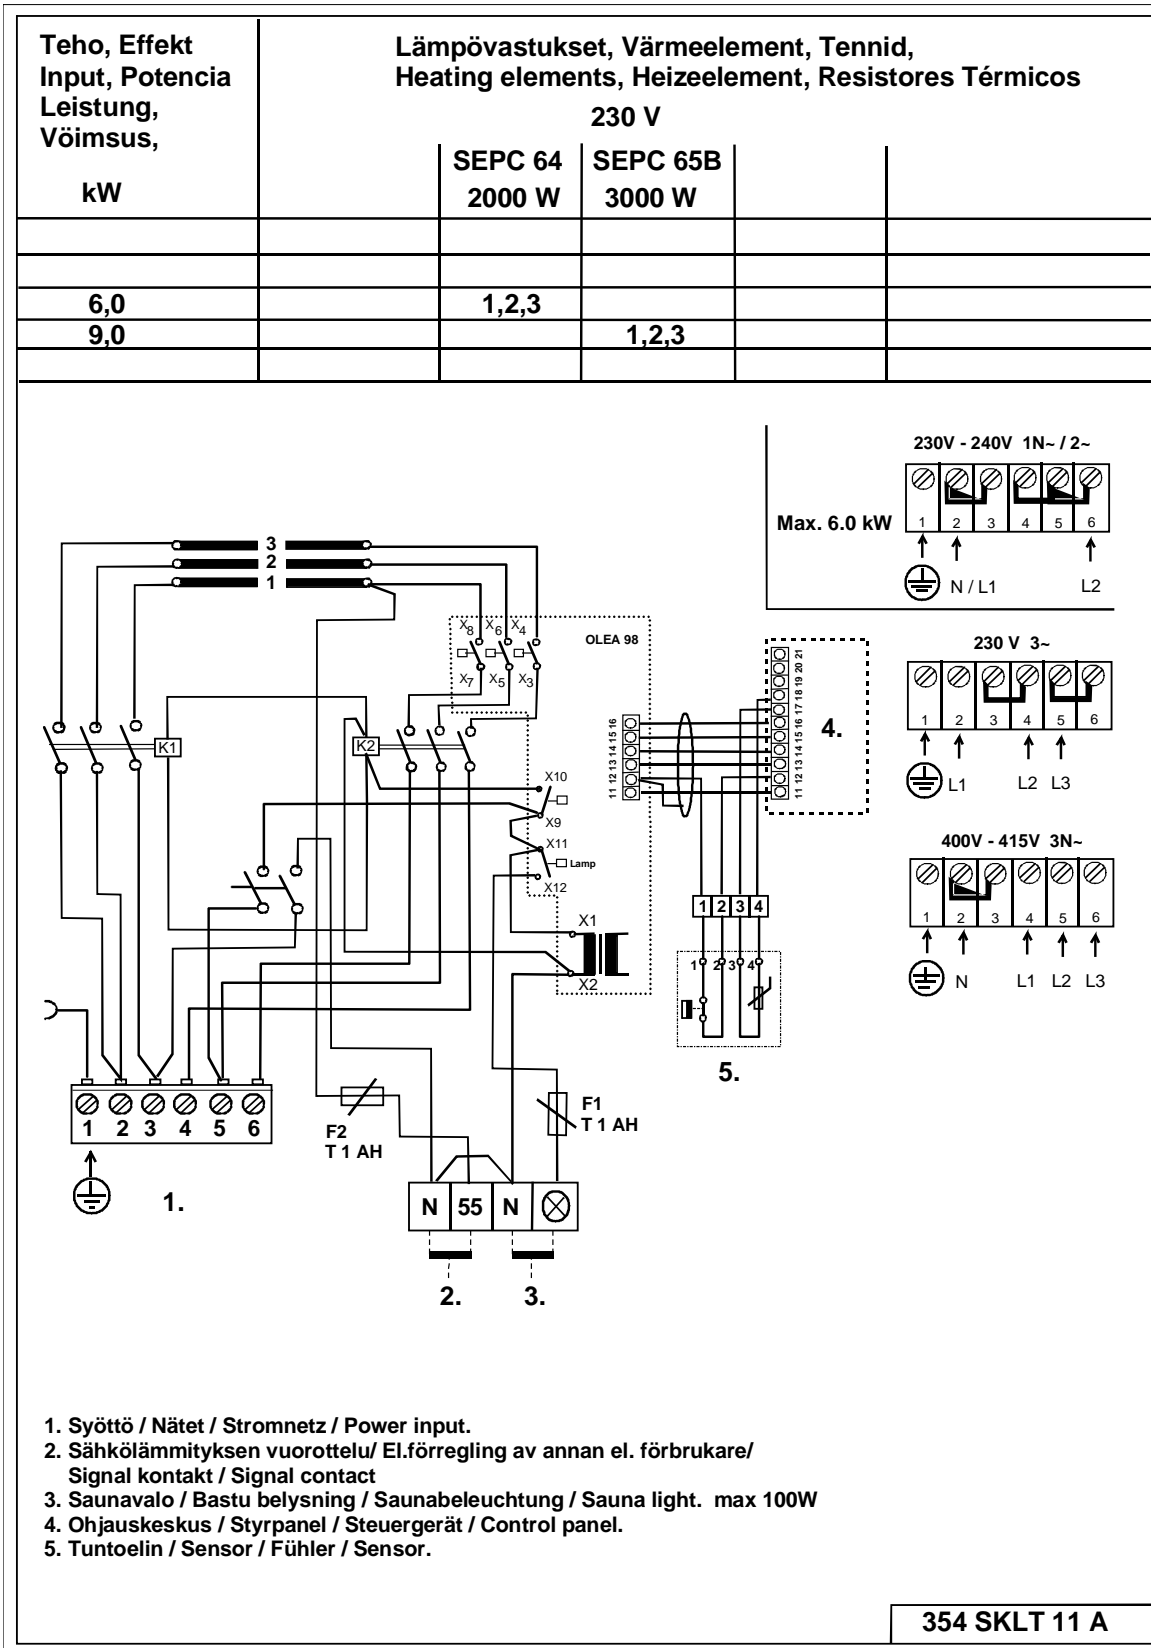 Teho, Effekt
Input, Potencia
Leistung,
Vöimsus,
kW
Lämpövastukset, Värmeelement, Tennid,
Heating elements, Heizeelement, Resistores Térmicos
230 V
SEPC 64
2000 W
SEPC 65B
3000 W
6,0 1,2,3
9,0 1,2,3
230V - 240V 1N~ / 2~
Max. 6.0 kW
1 2 3 4 5 6
N / L1 L2
230 V 3~
1 2 3 4 5 6
L1 L2 L3
400V - 415V 3N~
1 2 3 4 5 6
N L1 L2 L3
3
2
1
X8 X6 X4
OLEA 98
X7 X5 X3
K1
K2
X10
X9
X11
Lamp
X12
X1
X2
11 12 13 14 15 16
11 12 13 14 15 16 17 18 19 20 21
4.
1 2 3 4
1 2 3 4
5.
1 2 3 4 5 6
1.
F2
T 1 AH
F1
T 1 AH
N 55 N
2. 3.
1. Syöttö / Nätet / Stromnetz / Power input.
2. Sähkölämmityksen vuorottelu/ El.förregling av annan el. förbrukare/
Signal kontakt / Signal contact
3. Saunavalo / Bastu belysning / Saunabeleuchtung / Sauna light. max 100W
4. Ohjauskeskus / Styrpanel / Steuergerät / Control panel.
5. Tuntoelin / Sensor / Fühler / Sensor.
354 SKLT 11 A